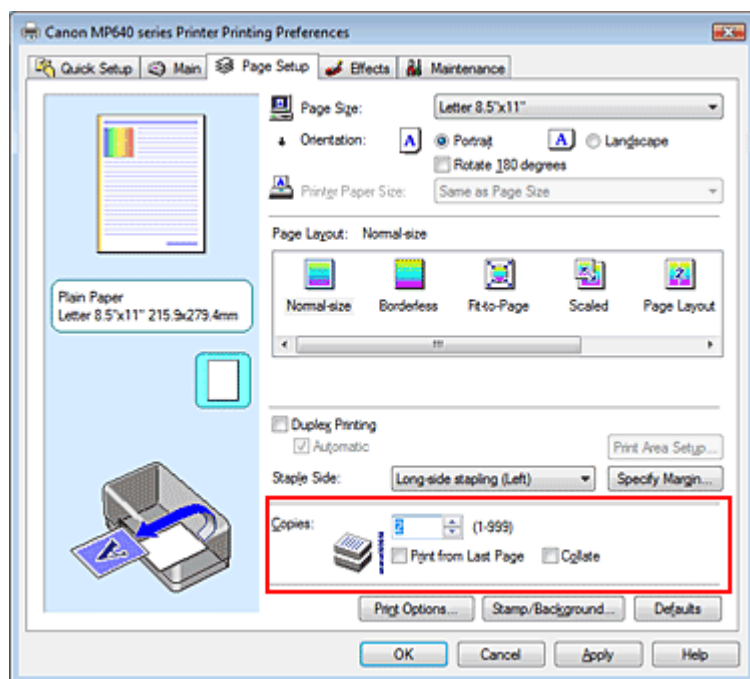 Canon MP640 series Printer Printing Preferences
Quick Setup Main Page Setup Effects Maintenance
Page Size: Letter 8.5"x11"
Orientation: A Portrait A Landscape
Rotate 180 degrees
Printer Paper Size: Same as Page Size
Page Layout: Normal-size
Normal-size Borderless Fit-to-Page Scaled Page Layout
Plain Paper
Letter 8.5"x11" 215.9x279.4mm
Duplex Printing
Automatic
Print Area Setup...
Staple Side: Long-side stapling (Left) Specify Margin...
Copies: 2 (1-999)
Print from Last Page Collate
Print Options... Stamp/Background... Defaults
OK Cancel Apply Help